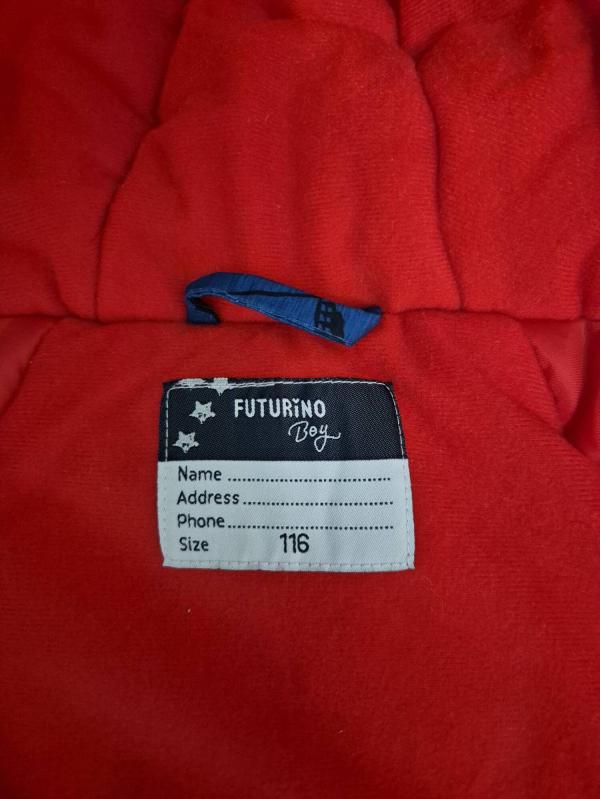 FUTURINO
Boy
Name ........................................
Address ....................................
Phone ........................................
Size 116